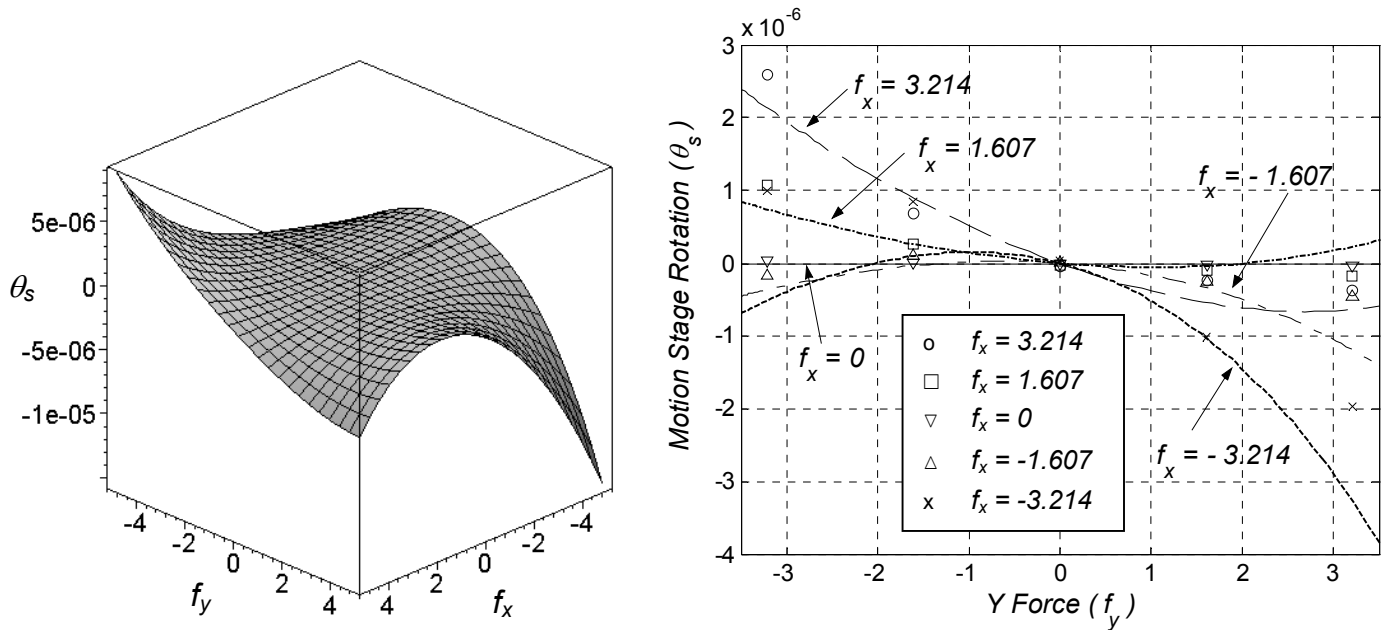 5e-06
0
-5e-06
-1e-05
θs
-4
-2
0
2
4
fy
4
2
0
-2
-4
fx
x 10^-6
3
2
1
0
-1
-2
-3
-4
Motion Stage Rotation (θs)
-3
-2
-1
0
1
2
3
Y Force (fy)
fx = 3.214
fx = 1.607
fx = - 1.607
fx = 0
fx = - 3.214
o fx = 3.214
□ fx = 1.607
▽ fx = 0
△ fx = -1.607
x fx = -3.214